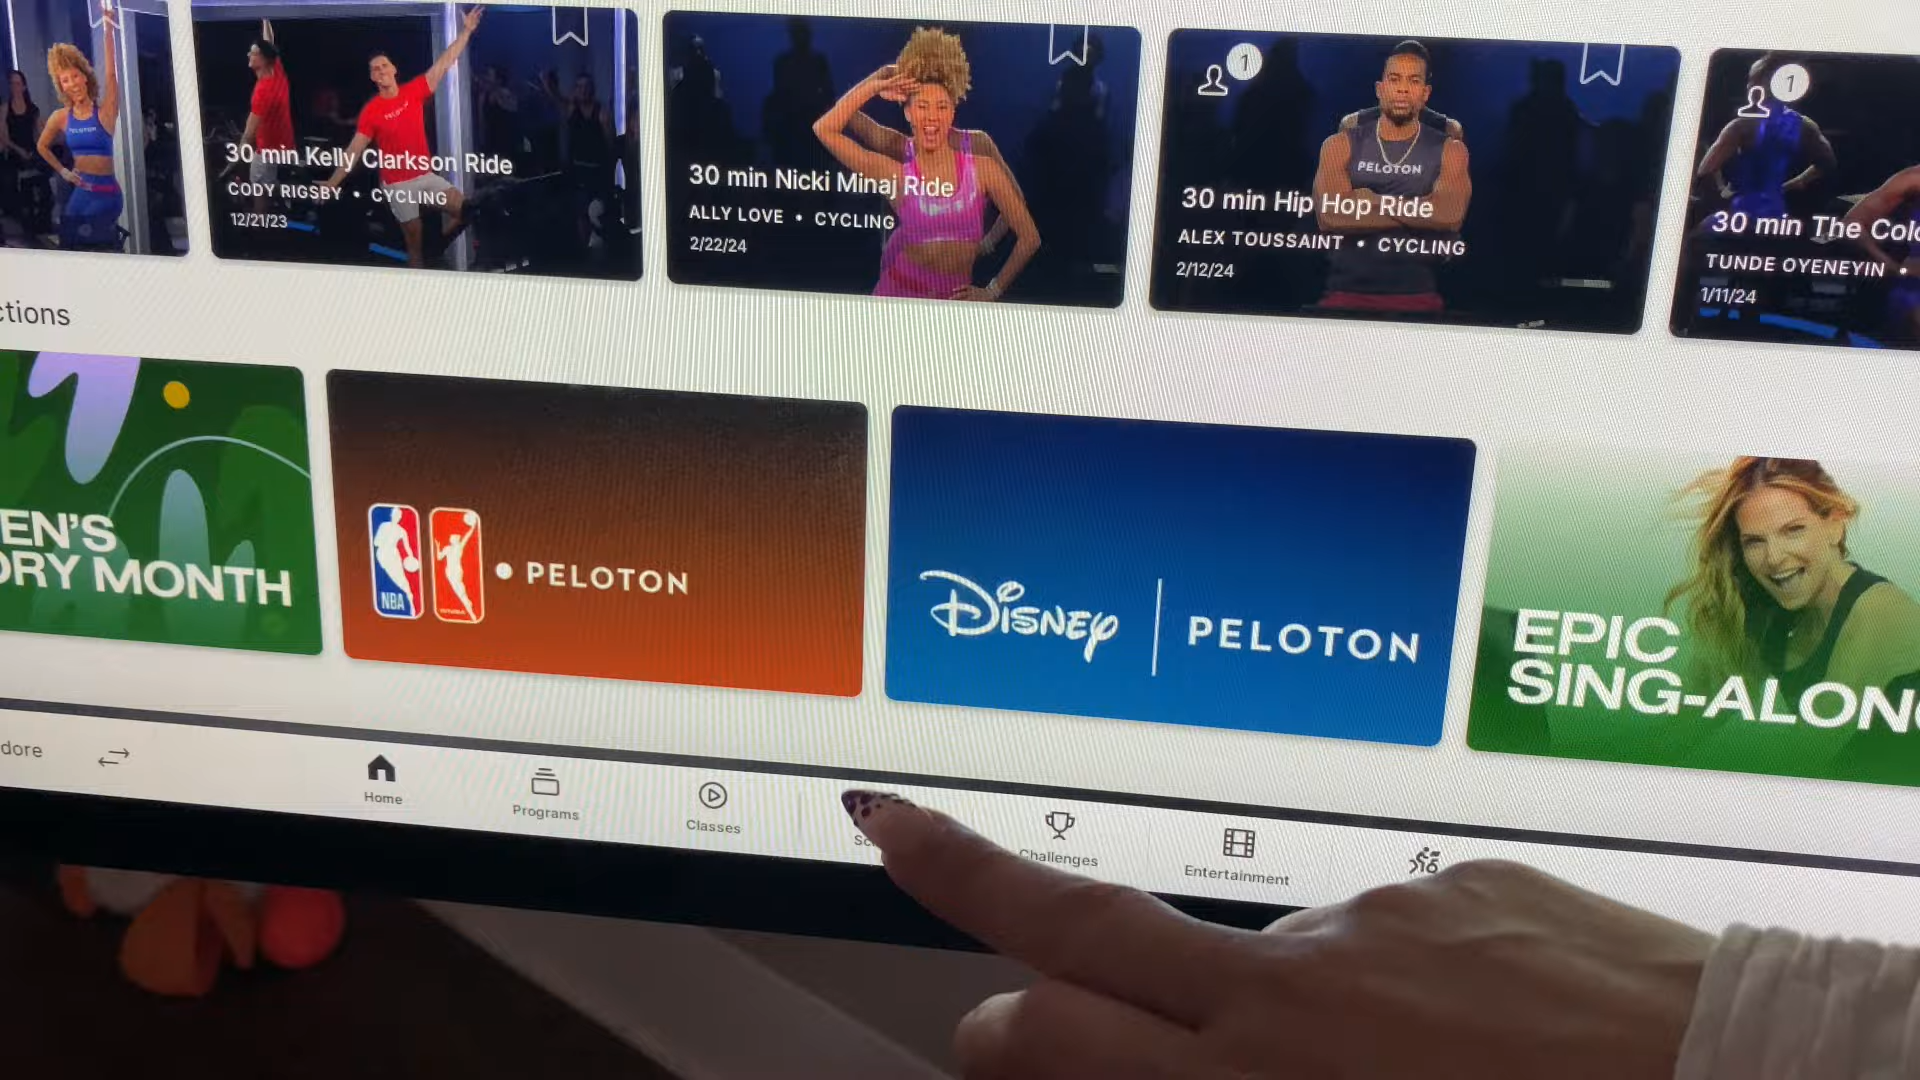 30 min Kelly Clarkson Ride
CODY RIGSBY • CYCLING
12/21/23
PELOTON
30 min Nicki Minaj Ride
ALLY LOVE • CYCLING
2/22/24
1
PELOTON
30 min Hip Hop Ride
ALEX TOUSSAINT • CYCLING
2/12/24
1
30 min The Colo
TUNDE OYENEYIN •
1/11/24
ctions
EN'S
ORY MONTH
NBA
• PELOTON
Disney | PELOTON
EPIC
SING-ALON
dore
Home
Programs
Classes
Challenges
Entertainment